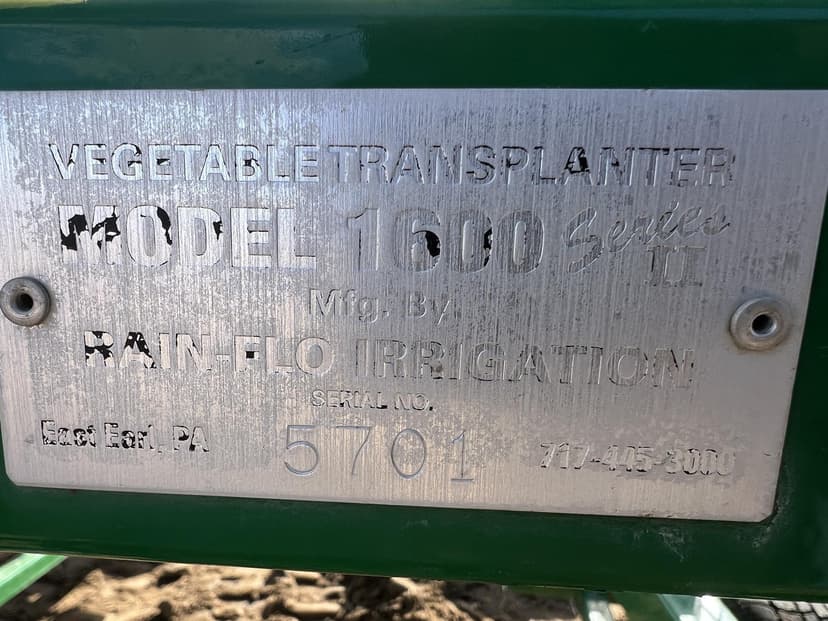 VEGETABLE TRANSPLANTER
MODEL 1600 Series II
Mfg. By
RAIN-FLO IRRIGATION
SERIAL NO.
East Earl, PA 5701 717-445-3000